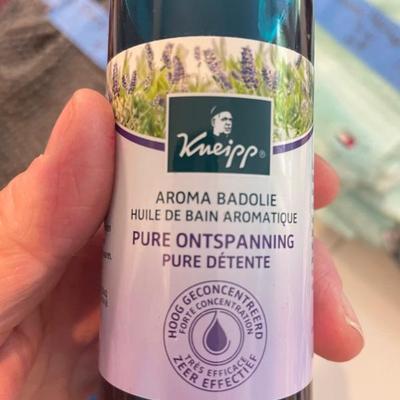 Kneipp®
AROMA BADOLIE
HUILE DE BAIN AROMATIQUE
PURE ONTSPANNING
PURE DÉTENTE
HOOG GECONCENTREERD
FORTE CONCENTRATION
TRÈS EFFICACE
ZEER EFFECTIEF